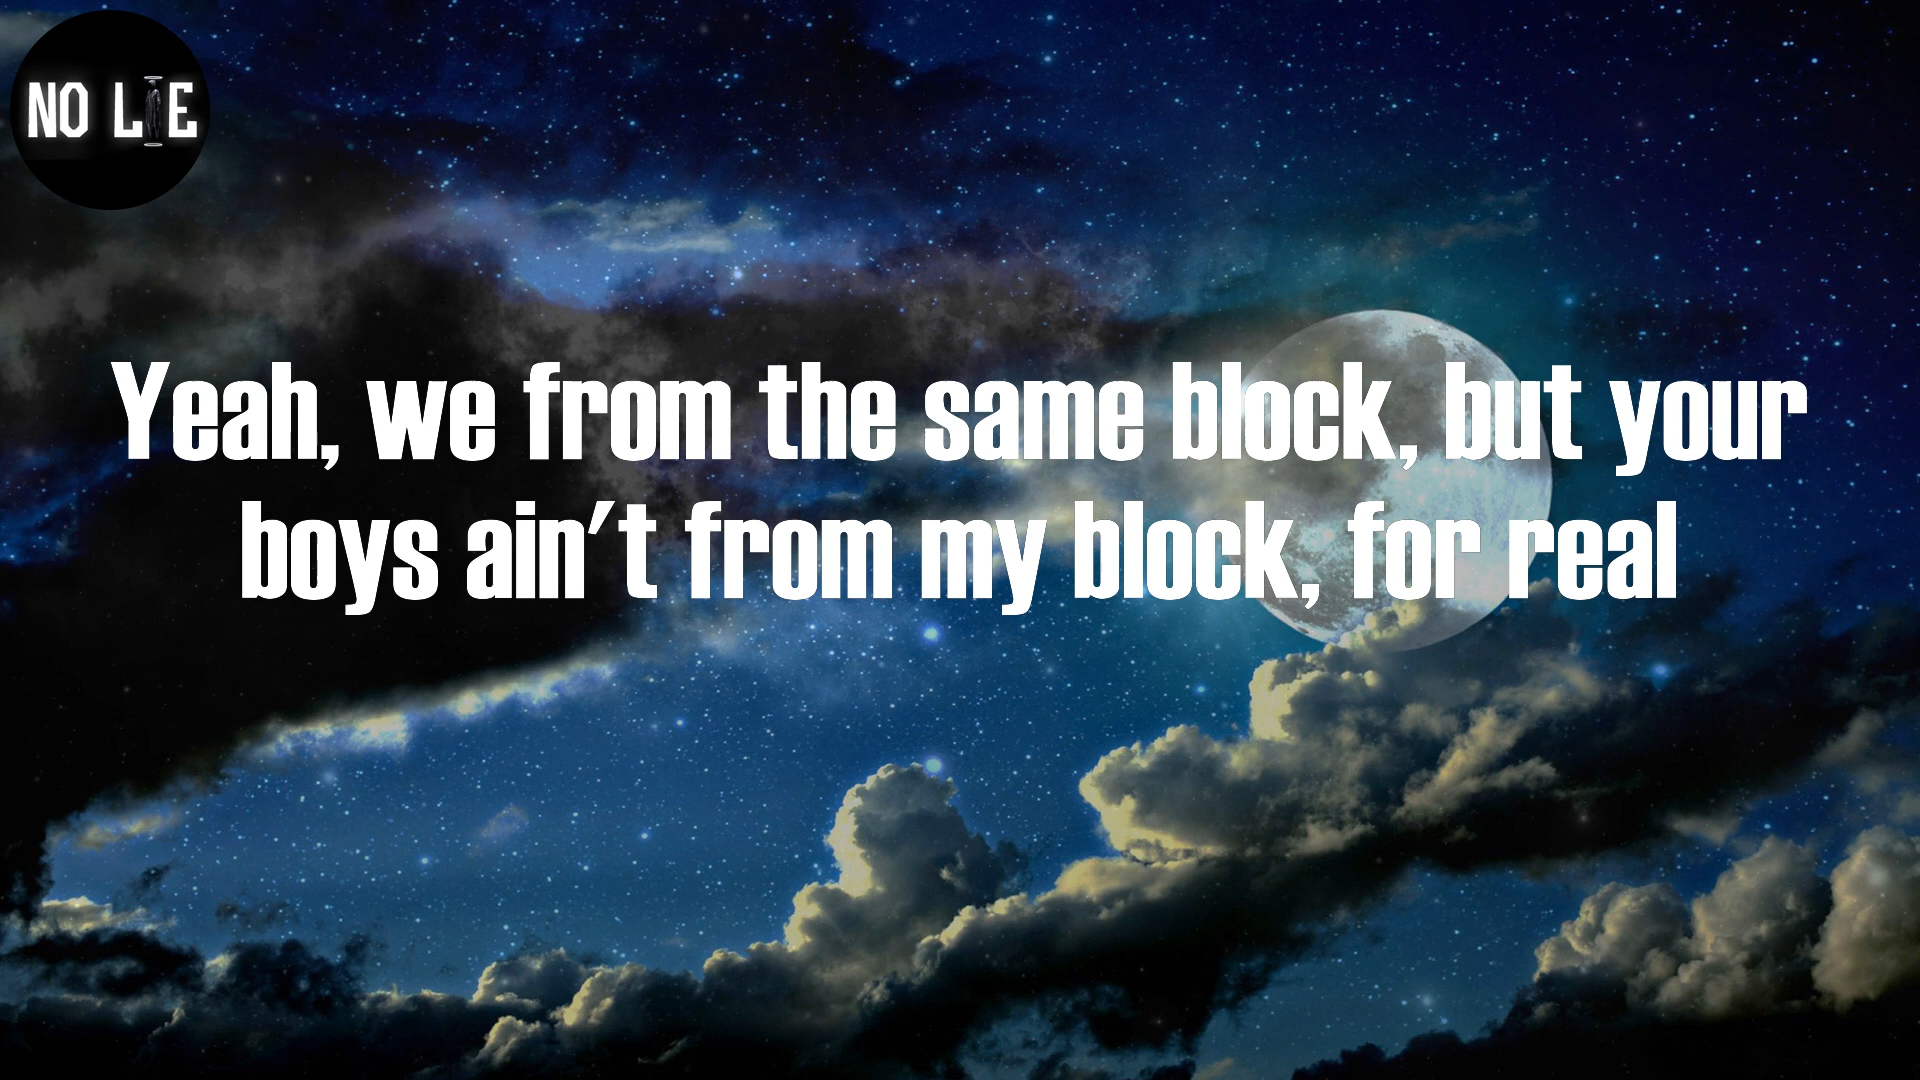 NO LIE
Yeah, we from the same block, but your
boys ain't from my block, for real